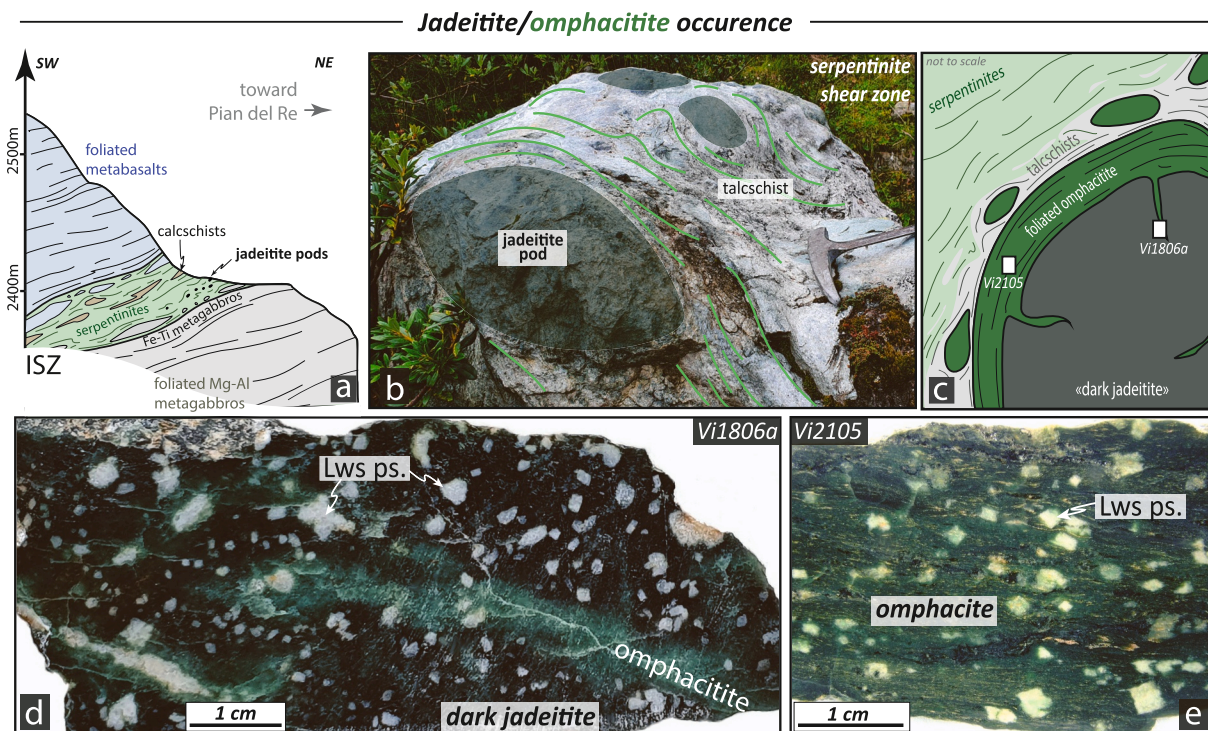 Jadeitite/omphacitite occurence
SW
NE
toward
Pian del Re
2500m
2400m
foliated
metabasalts
calcschists
jadeitite pods
serpentinites
Fe-Ti metagabbros
ISZ
foliated Mg-Al
metagabbros
a
serpentinite
shear zone
talcschist
jadeitite
pod
b
not to scale
serpentinites
talcschists
foliated omphacitite
Vi1806a
Vi2105
«dark jadeitite»
c
Vi1806a
Lws ps.
omphacitite
dark jadeitite
1 cm
d
Vi2105
Lws ps.
omphacite
1 cm
e